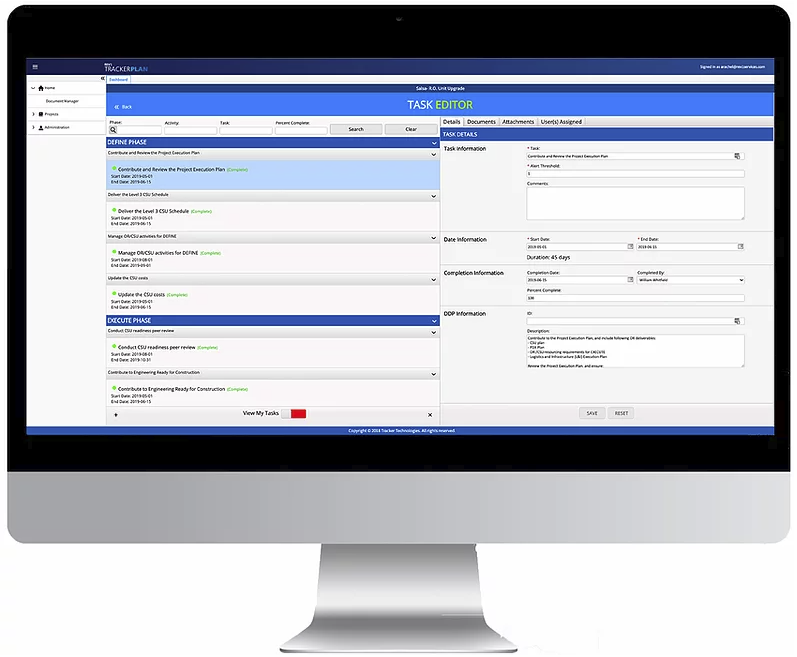 TRACKERPLAN
Signed in as arachel@mecxservices.com
Home
Document Manager
Projects
Administration
Dashboard
Salsa- R.O. Unit Upgrade
Back
TASK EDITOR
Phase:
Activity:
Task:
Percent Complete:
Search
Clear
DEFINE PHASE
Contribute and Review the Project Execution Plan
Contribute and Review the Project Execution Plan (Complete)
Start Date: 2019-05-01
End Date: 2019-06-15
Deliver the Level 3 CSU Schedule
Deliver the Level 3 CSU Schedule (Complete)
Start Date: 2019-05-01
End Date: 2019-06-15
Manage OR/CSU activities for DEFINE
Manage OR/CSU activities for DEFINE (Complete)
Start Date: 2019-08-01
End Date: 2019-09-01
Update the CSU costs
Update the CSU costs (Complete)
Start Date: 2019-05-01
End Date: 2019-06-15
EXECUTE PHASE
Conduct CSU readiness peer review
Conduct CSU readiness peer review (Complete)
Start Date: 2019-08-01
End Date: 2019-10-31
Contribute to Engineering Ready for Construction
Contribute to Engineering Ready for Construction (Complete)
Start Date: 2019-05-01
End Date: 2019-06-15
+
View My Tasks
x
Details
Documents
Attachments
User(s) Assigned
TASK DETAILS
Task Information
* Task:
Contribute and Review the Project Execution Plan
* Alert Threshold:
Comments:
Date Information
* Start Date:
2019-05-01
* End Date:
2019-06-15
Duration: 45 days
Completion Information
Completion Date:
2019-06-15
Completed By:
William Whitfield
Percent Complete:
100
DDP Information
ID:
Description:
Contribute to the Project Execution Plan, and include following OR deliverables:
- CSU plan
- P2R Plan
- OR/CSU resourcing requirements for EXECUTE
- Logistics and Infrastructure (L&I) Execution Plan
Review the Project Execution Plan, and ensure:
SAVE
RESET
Copyright © 2018 Tracker Technologies. All rights reserved.